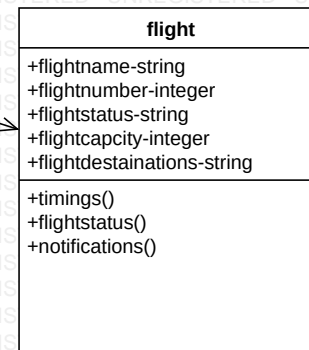 flight
+flightname-string
+flightnumber-integer
+flightstatus-string
+flightcapcity-integer
+flightdestainations-string
+timings()
+flightstatus()
+notifications()